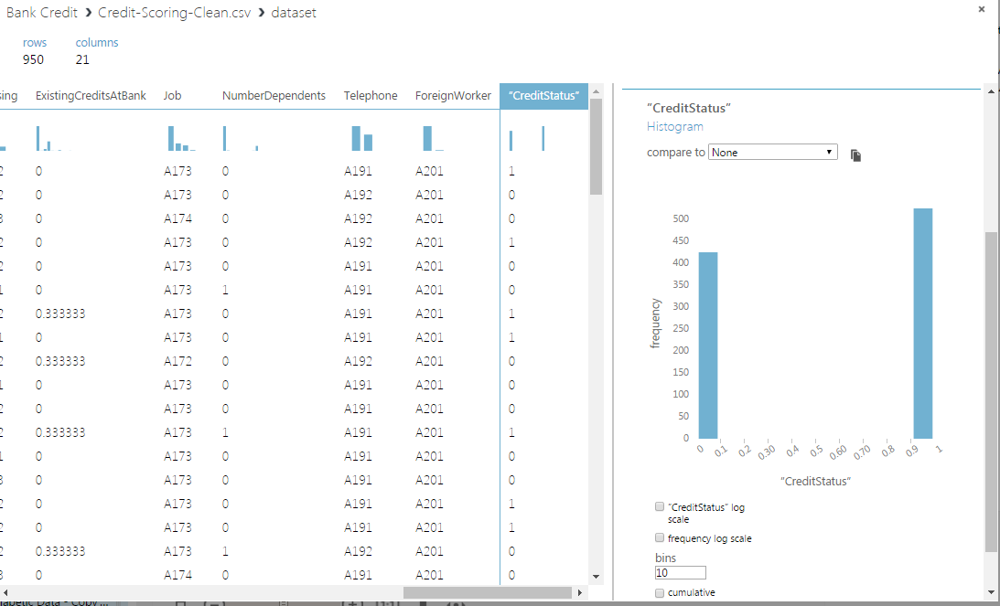 Bank Credit ❯ Credit-Scoring-Clean.csv ❯ dataset
rows columns
950 21
sing ExistingCreditsAtBank Job NumberDependents Telephone ForeignWorker "CreditStatus"
2 0 A173 0 A191 A201 1
2 0 A173 0 A192 A201 0
3 0 A174 0 A192 A201 0
2 0 A173 0 A192 A201 1
2 0 A173 0 A191 A201 0
1 0 A173 1 A191 A201 0
2 0.333333 A173 0 A191 A201 1
1 0 A173 0 A191 A201 1
2 0.333333 A172 0 A192 A201 0
1 0 A173 0 A191 A201 0
2 0 A173 0 A191 A201 0
2 0.333333 A173 1 A191 A201 1
1 0 A173 0 A191 A201 0
3 0 A173 0 A191 A201 0
2 0 A173 0 A191 A201 1
2 0 A173 0 A191 A201 1
2 0.333333 A173 1 A192 A201 0
3 0 A174 0 A191 A201 0
"CreditStatus"
Histogram
compare to None
frequency
500
450
400
350
300
250
200
150
100
50
0
0 0.1 0.2 0.30 0.4 0.5 0.60 0.70 0.8 0.9 1
"CreditStatus"
"CreditStatus" log
scale
frequency log scale
bins
10
cumulative
Data - Copy ...